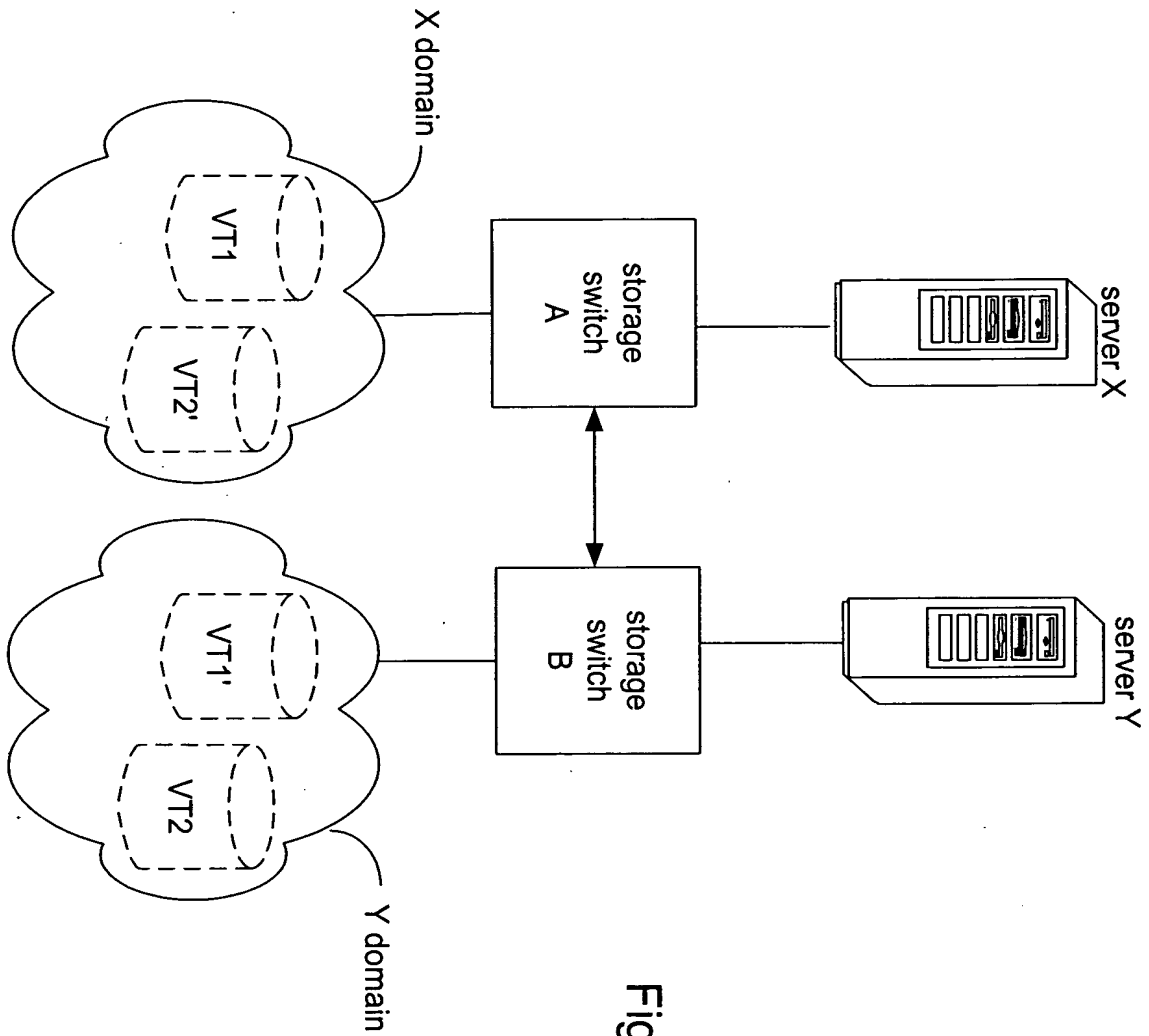 server X
server Y
storage
switch
A
storage
switch
B
X domain
VT1
VT2'
VT1'
VT2
Y domain
Fig